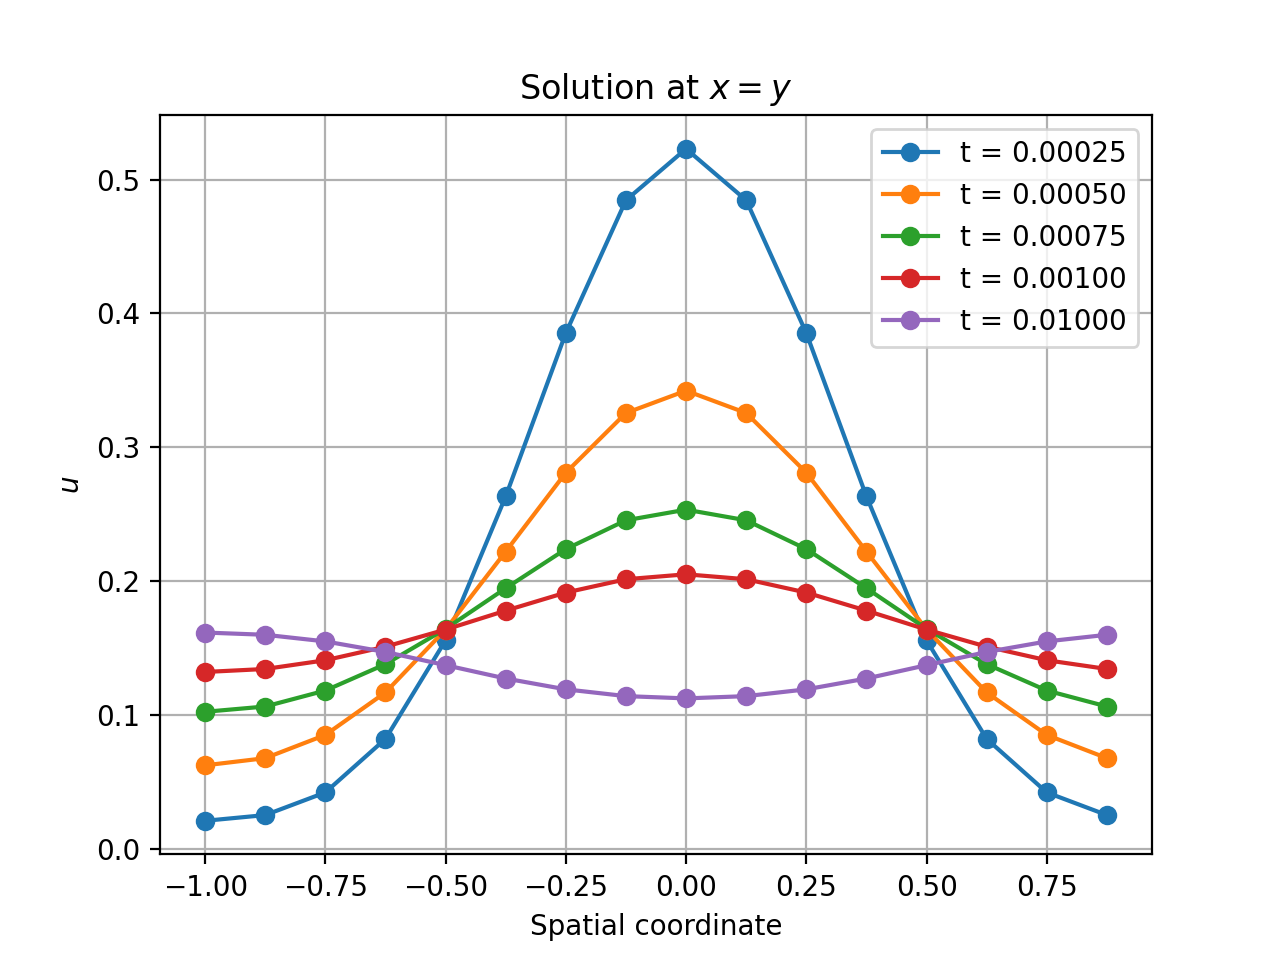 Solution at x = y
0.5
0.4
0.3
0.2
0.1
0.0
u
t = 0.00025
t = 0.00050
t = 0.00075
t = 0.00100
t = 0.01000
−1.00 −0.75 −0.50 −0.25 0.00 0.25 0.50 0.75
Spatial coordinate